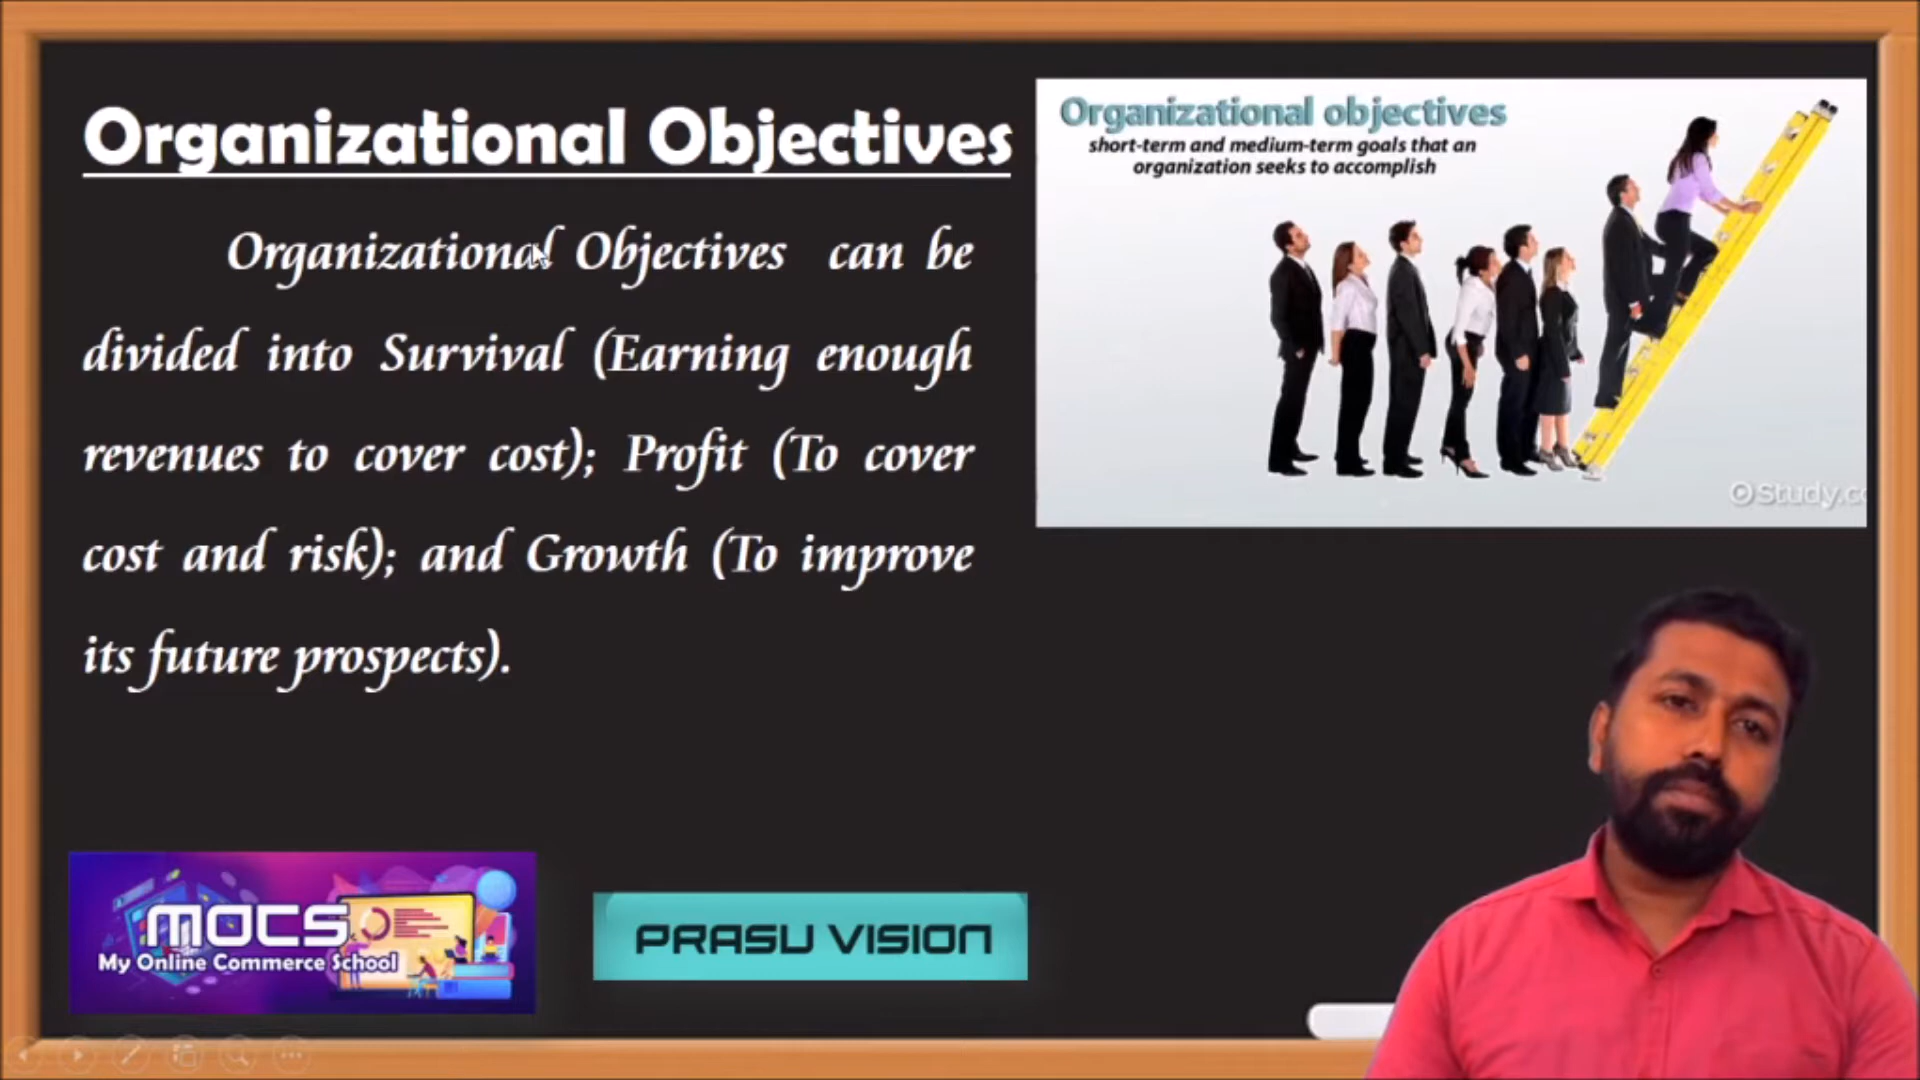 Organizational Objectives
Organizational Objectives can be
divided into Survival (Earning enough
revenues to cover cost); Profit (To cover
cost and risk); and Growth (To improve
its future prospects).
Organizational objectives
short-term and medium-term goals that an
organization seeks to accomplish
Study.c
MOCS
My Online Commerce School
PRASU VISION